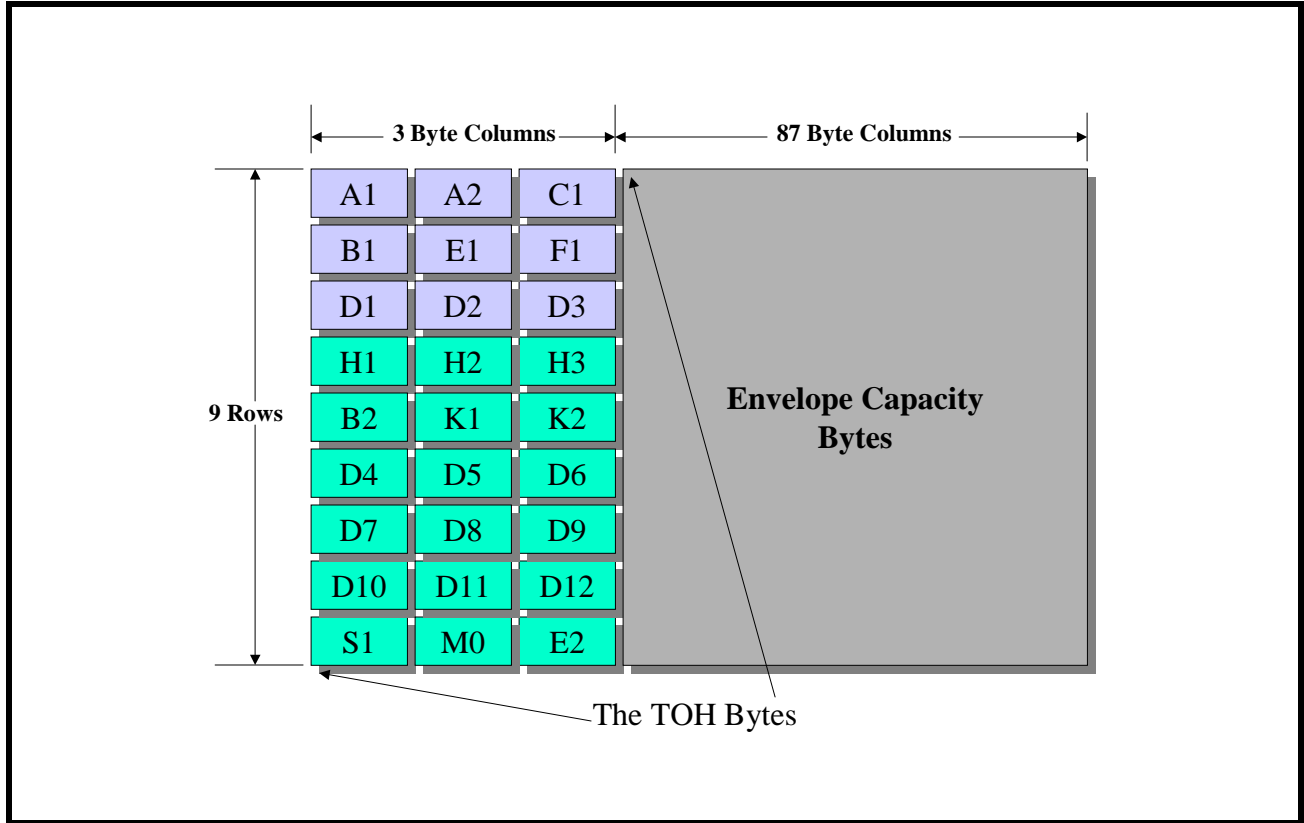 3 Byte Columns 87 Byte Columns
A1 A2 C1
B1 E1 F1
D1 D2 D3
H1 H2 H3
9 Rows
B2 K1 K2
Envelope Capacity
Bytes
D4 D5 D6
D7 D8 D9
D10 D11 D12
S1 M0 E2
The TOH Bytes